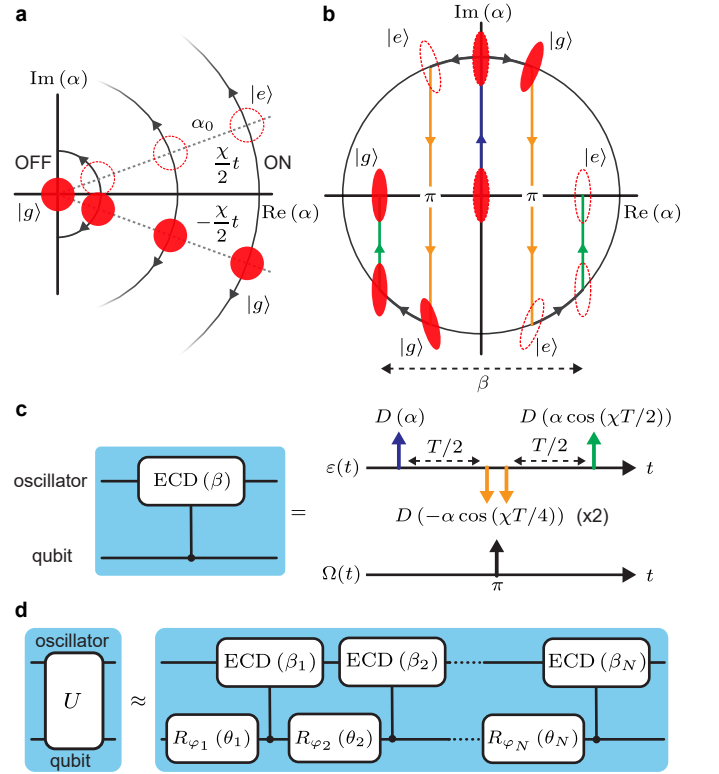 a
Im (α)
|e⟩
α₀
OFF
χ/2 t
ON
|g⟩
−χ/2 t
Re (α)
|g⟩
b
Im (α)
|e⟩
|g⟩
|g⟩
|e⟩
π
π
Re (α)
|g⟩
|e⟩
β
c
D (α)
D (α cos (χT/2))
T/2
T/2
oscillator
ECD (β)
ε(t)
t
=
D (−α cos (χT/4)) (x2)
qubit
Ω(t)
π
t
d
oscillator
U
qubit
≈
ECD (β₁)
ECD (β₂)
ECD (β_N)
R_φ₁ (θ₁)
R_φ₂ (θ₂)
R_φ_N (θ_N)